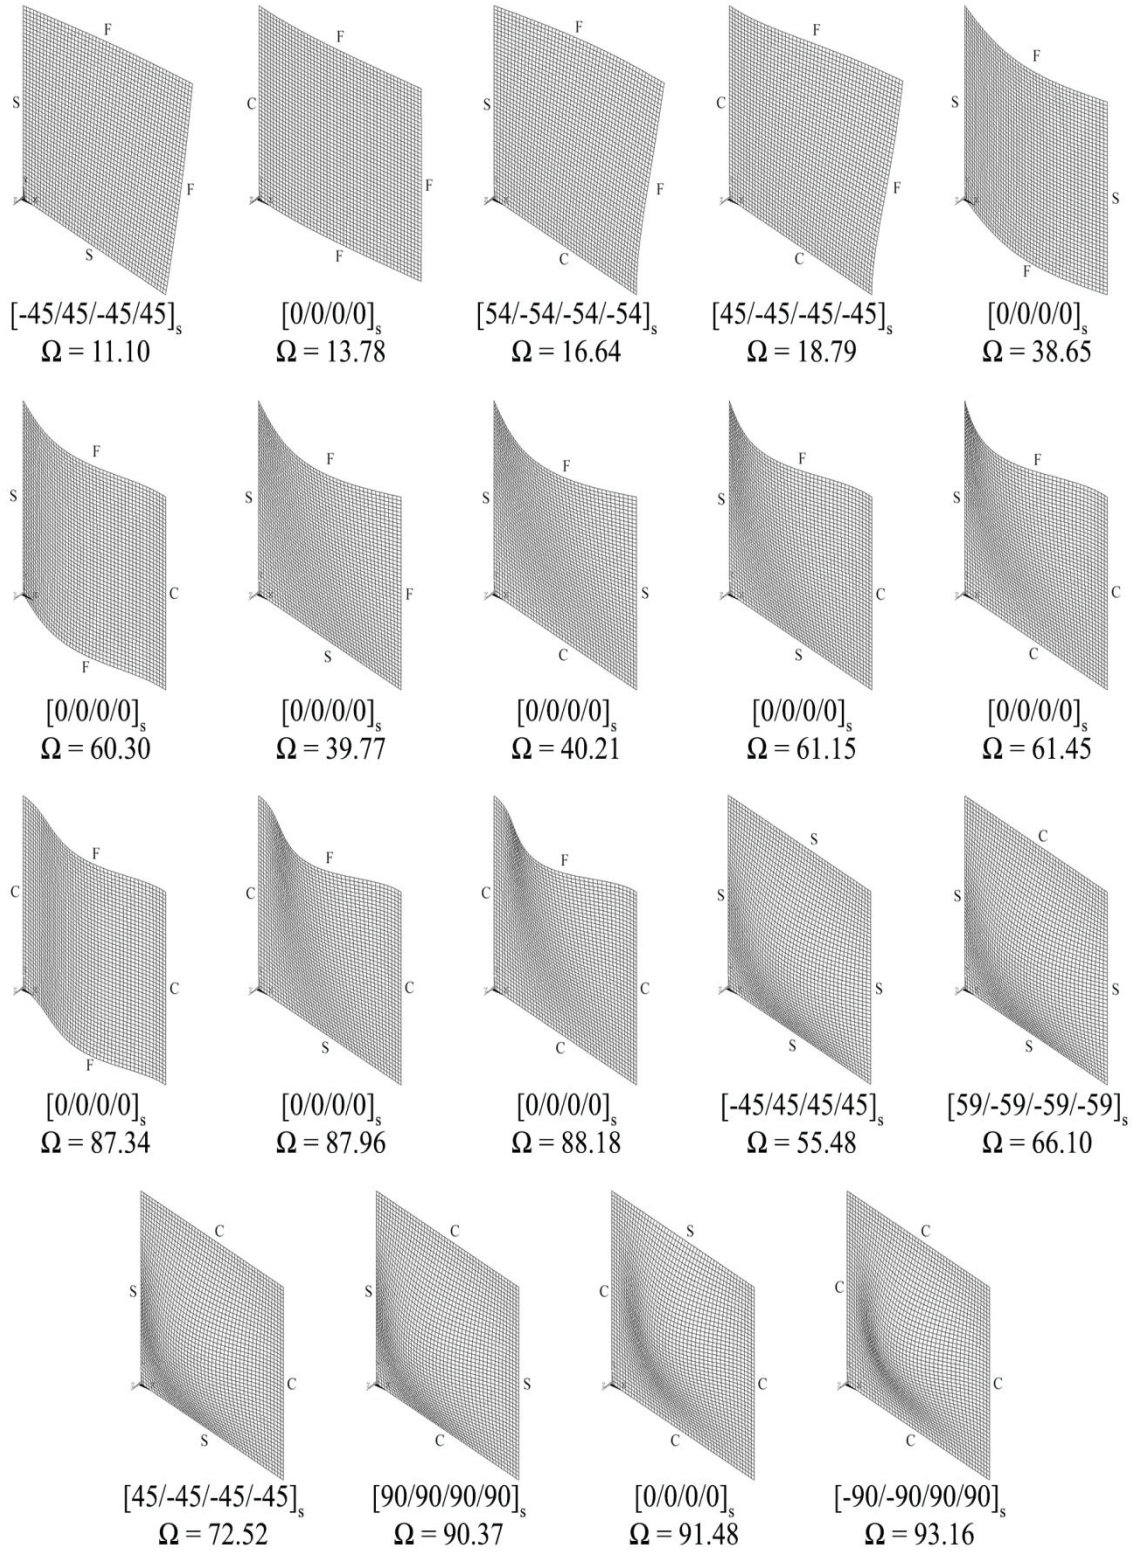 F F F F F
S C S C S
F F F F S
S F C C F
[-45/45/-45/45]s [0/0/0/0]s [54/-54/-54/-54]s [45/-45/-45/-45]s [0/0/0/0]s
Ω = 11.10 Ω = 13.78 Ω = 16.64 Ω = 18.79 Ω = 38.65
F F F F F
S S S S S
C F S C C
F S C S C
[0/0/0/0]s [0/0/0/0]s [0/0/0/0]s [0/0/0/0]s [0/0/0/0]s
Ω = 60.30 Ω = 39.77 Ω = 40.21 Ω = 61.15 Ω = 61.45
F F F S C
C C C S S
C C C S S
F S C S S
[0/0/0/0]s [0/0/0/0]s [0/0/0/0]s [-45/45/45/45]s [59/-59/-59/-59]s
Ω = 87.34 Ω = 87.96 Ω = 88.18 Ω = 55.48 Ω = 66.10
C C S C
S S C C
C S C C
S C C C
[45/-45/-45/-45]s [90/90/90/90]s [0/0/0/0]s [-90/-90/90/90]s
Ω = 72.52 Ω = 90.37 Ω = 91.48 Ω = 93.16